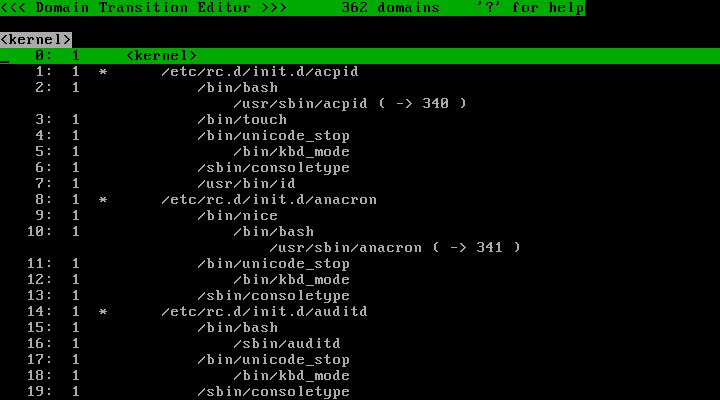 <<< Domain Transition Editor >>>      362 domains    '?' for help
<kernel>
0:  1     <kernel>
1:  1  *      /etc/rc.d/init.d/acpid
2:  1             /bin/bash
/usr/sbin/acpid ( -> 340 )
3:  1             /bin/touch
4:  1             /bin/unicode_stop
5:  1                 /bin/kbd_mode
6:  1             /sbin/consoletype
7:  1             /usr/bin/id
8:  1  *      /etc/rc.d/init.d/anacron
9:  1             /bin/nice
10:  1                 /bin/bash
/usr/sbin/anacron ( -> 341 )
11:  1             /bin/unicode_stop
12:  1                 /bin/kbd_mode
13:  1             /sbin/consoletype
14:  1  *      /etc/rc.d/init.d/auditd
15:  1             /bin/bash
16:  1                 /sbin/auditd
17:  1             /bin/unicode_stop
18:  1                 /bin/kbd_mode
19:  1             /sbin/consoletype